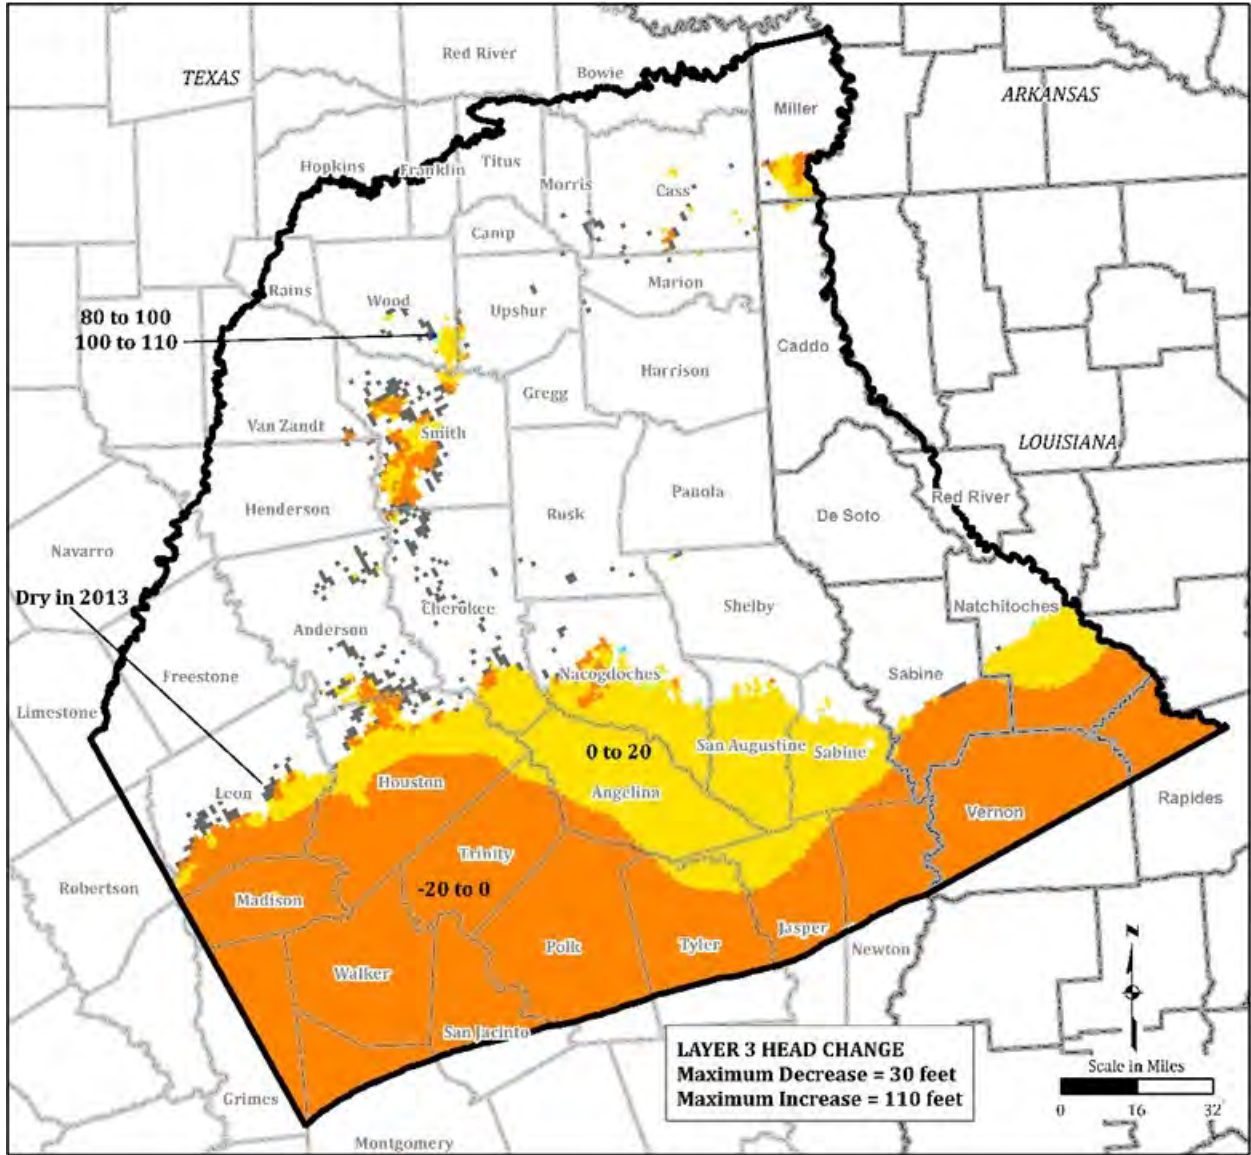 Red River
Bowie
TEXAS
ARKANSAS
Miller
Hopkins
Franklin
Titus
Morris
Cass
Camp
Marion
Rains
Wood
Upshur
80 to 100
100 to 110
Caddo
Harrison
Gregg
Van Zandt
Smith
LOUISIANA
Panola
Red River
Henderson
Rusk
De Soto
Navarro
Dry in 2013
Cherokee
Shelby
Natchitoches
Anderson
Freestone
Nacogdoches
Sabine
Limestone
San Augustine
Sabine
0 to 20
Houston
Angelina
Leon
Rapides
Vernon
Trinity
Robertson
-20 to 0
Madison
Jasper
Polk
Tyler
Newton
Walker
N
San Jacinto
LAYER 3 HEAD CHANGE
Maximum Decrease = 30 feet
Maximum Increase = 110 feet
Scale in Miles
0 16 32
Grimes
Montgomery